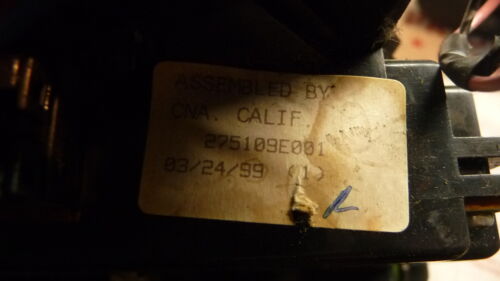 ASSEMBLED BY
CNA. CALIF.
275109E001
03/24/99 (1)